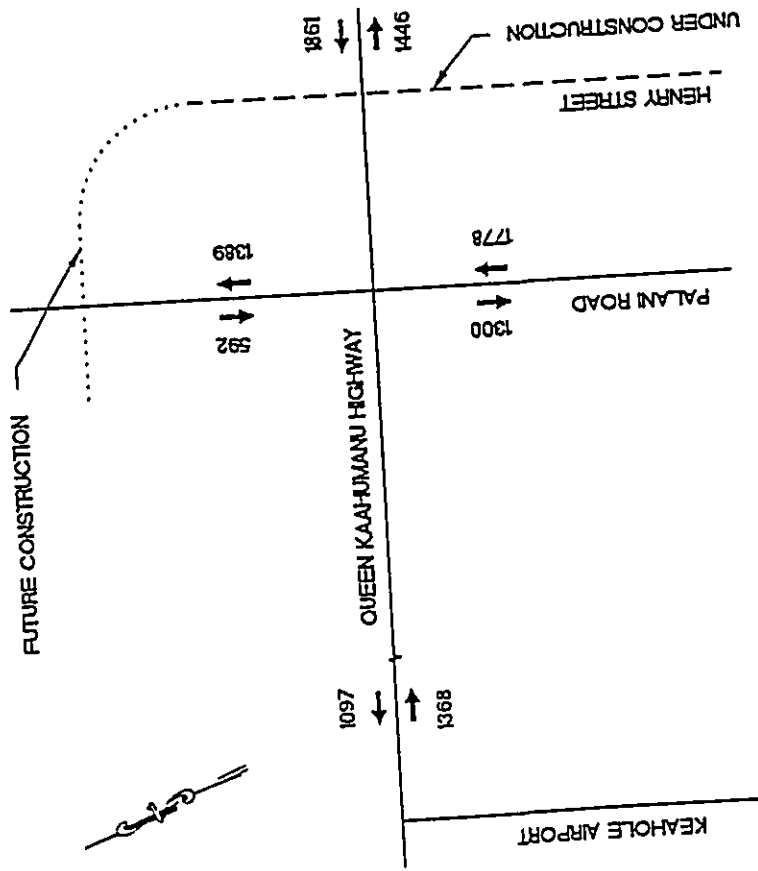 FUTURE CONSTRUCTION
1861
1446
UNDER CONSTRUCTION
HENRY STREET
1389
592
1778
1300
PALANI ROAD
QUEEN KAAHUMANU HIGHWAY
1097
1368
KEAHOLE AIRPORT